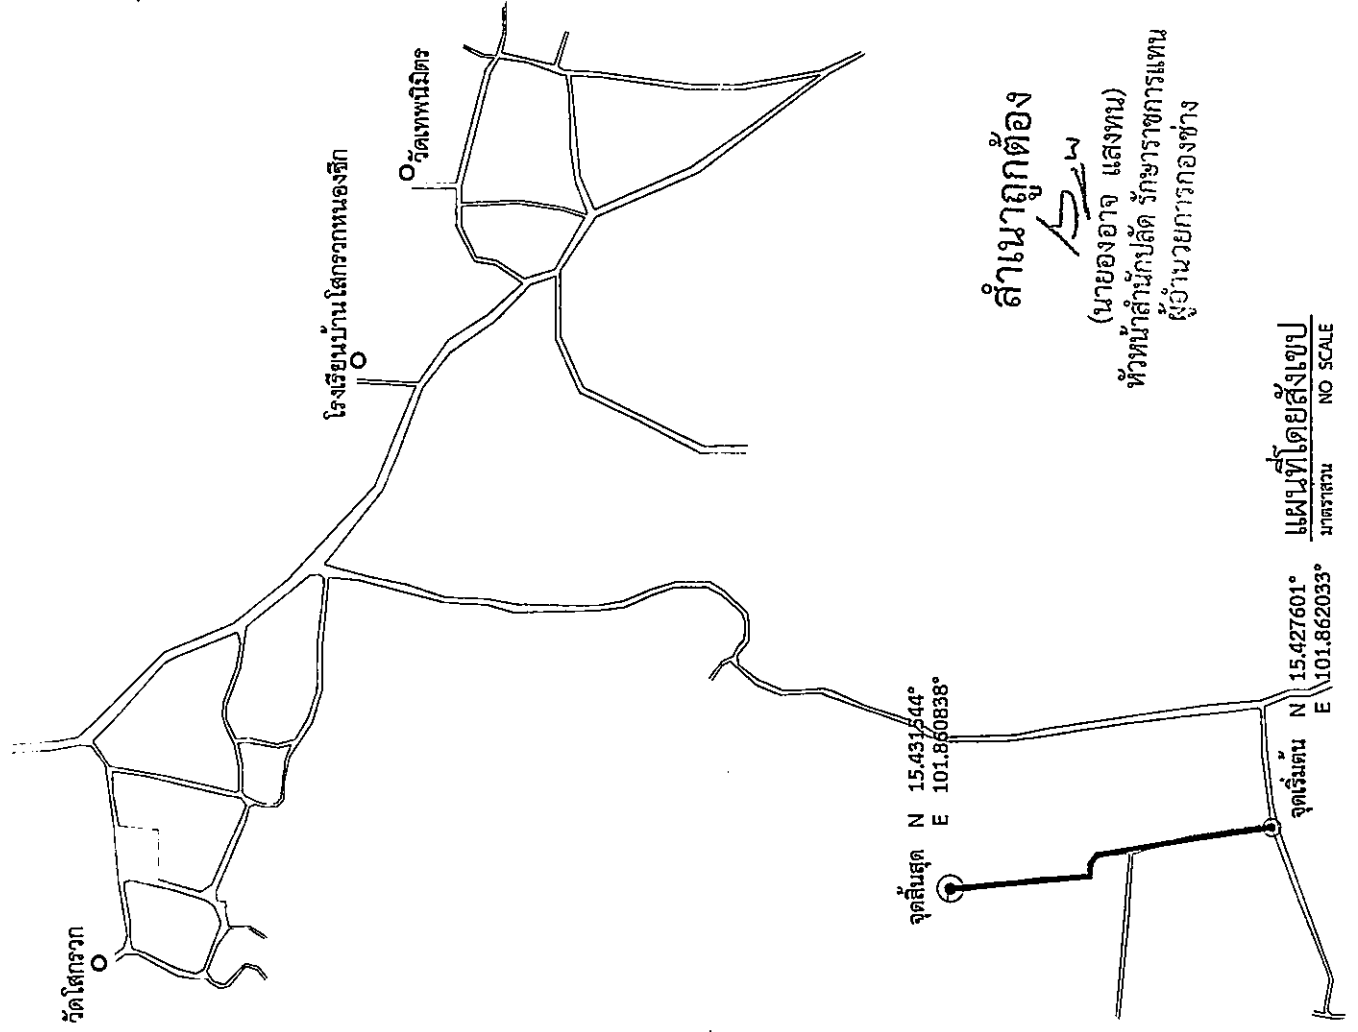 วัดโสกรวก
โรงเรียนบ้านโสกรวกหนองซิก
วัดเทพนิมิตร
จุดสิ้นสุด N 15.431544°
E 101.860838°
สำเนาถูกต้อง
(นายองอาจ แสงทน)
หัวหน้าสำนักปลัด รักษาราชการแทน
ผู้อำนวยการกองช่าง
จุดเริ่มต้น N 15.427601°
E 101.862033°
แผนที่โดยสังเขป
มาตราส่วน NO SCALE